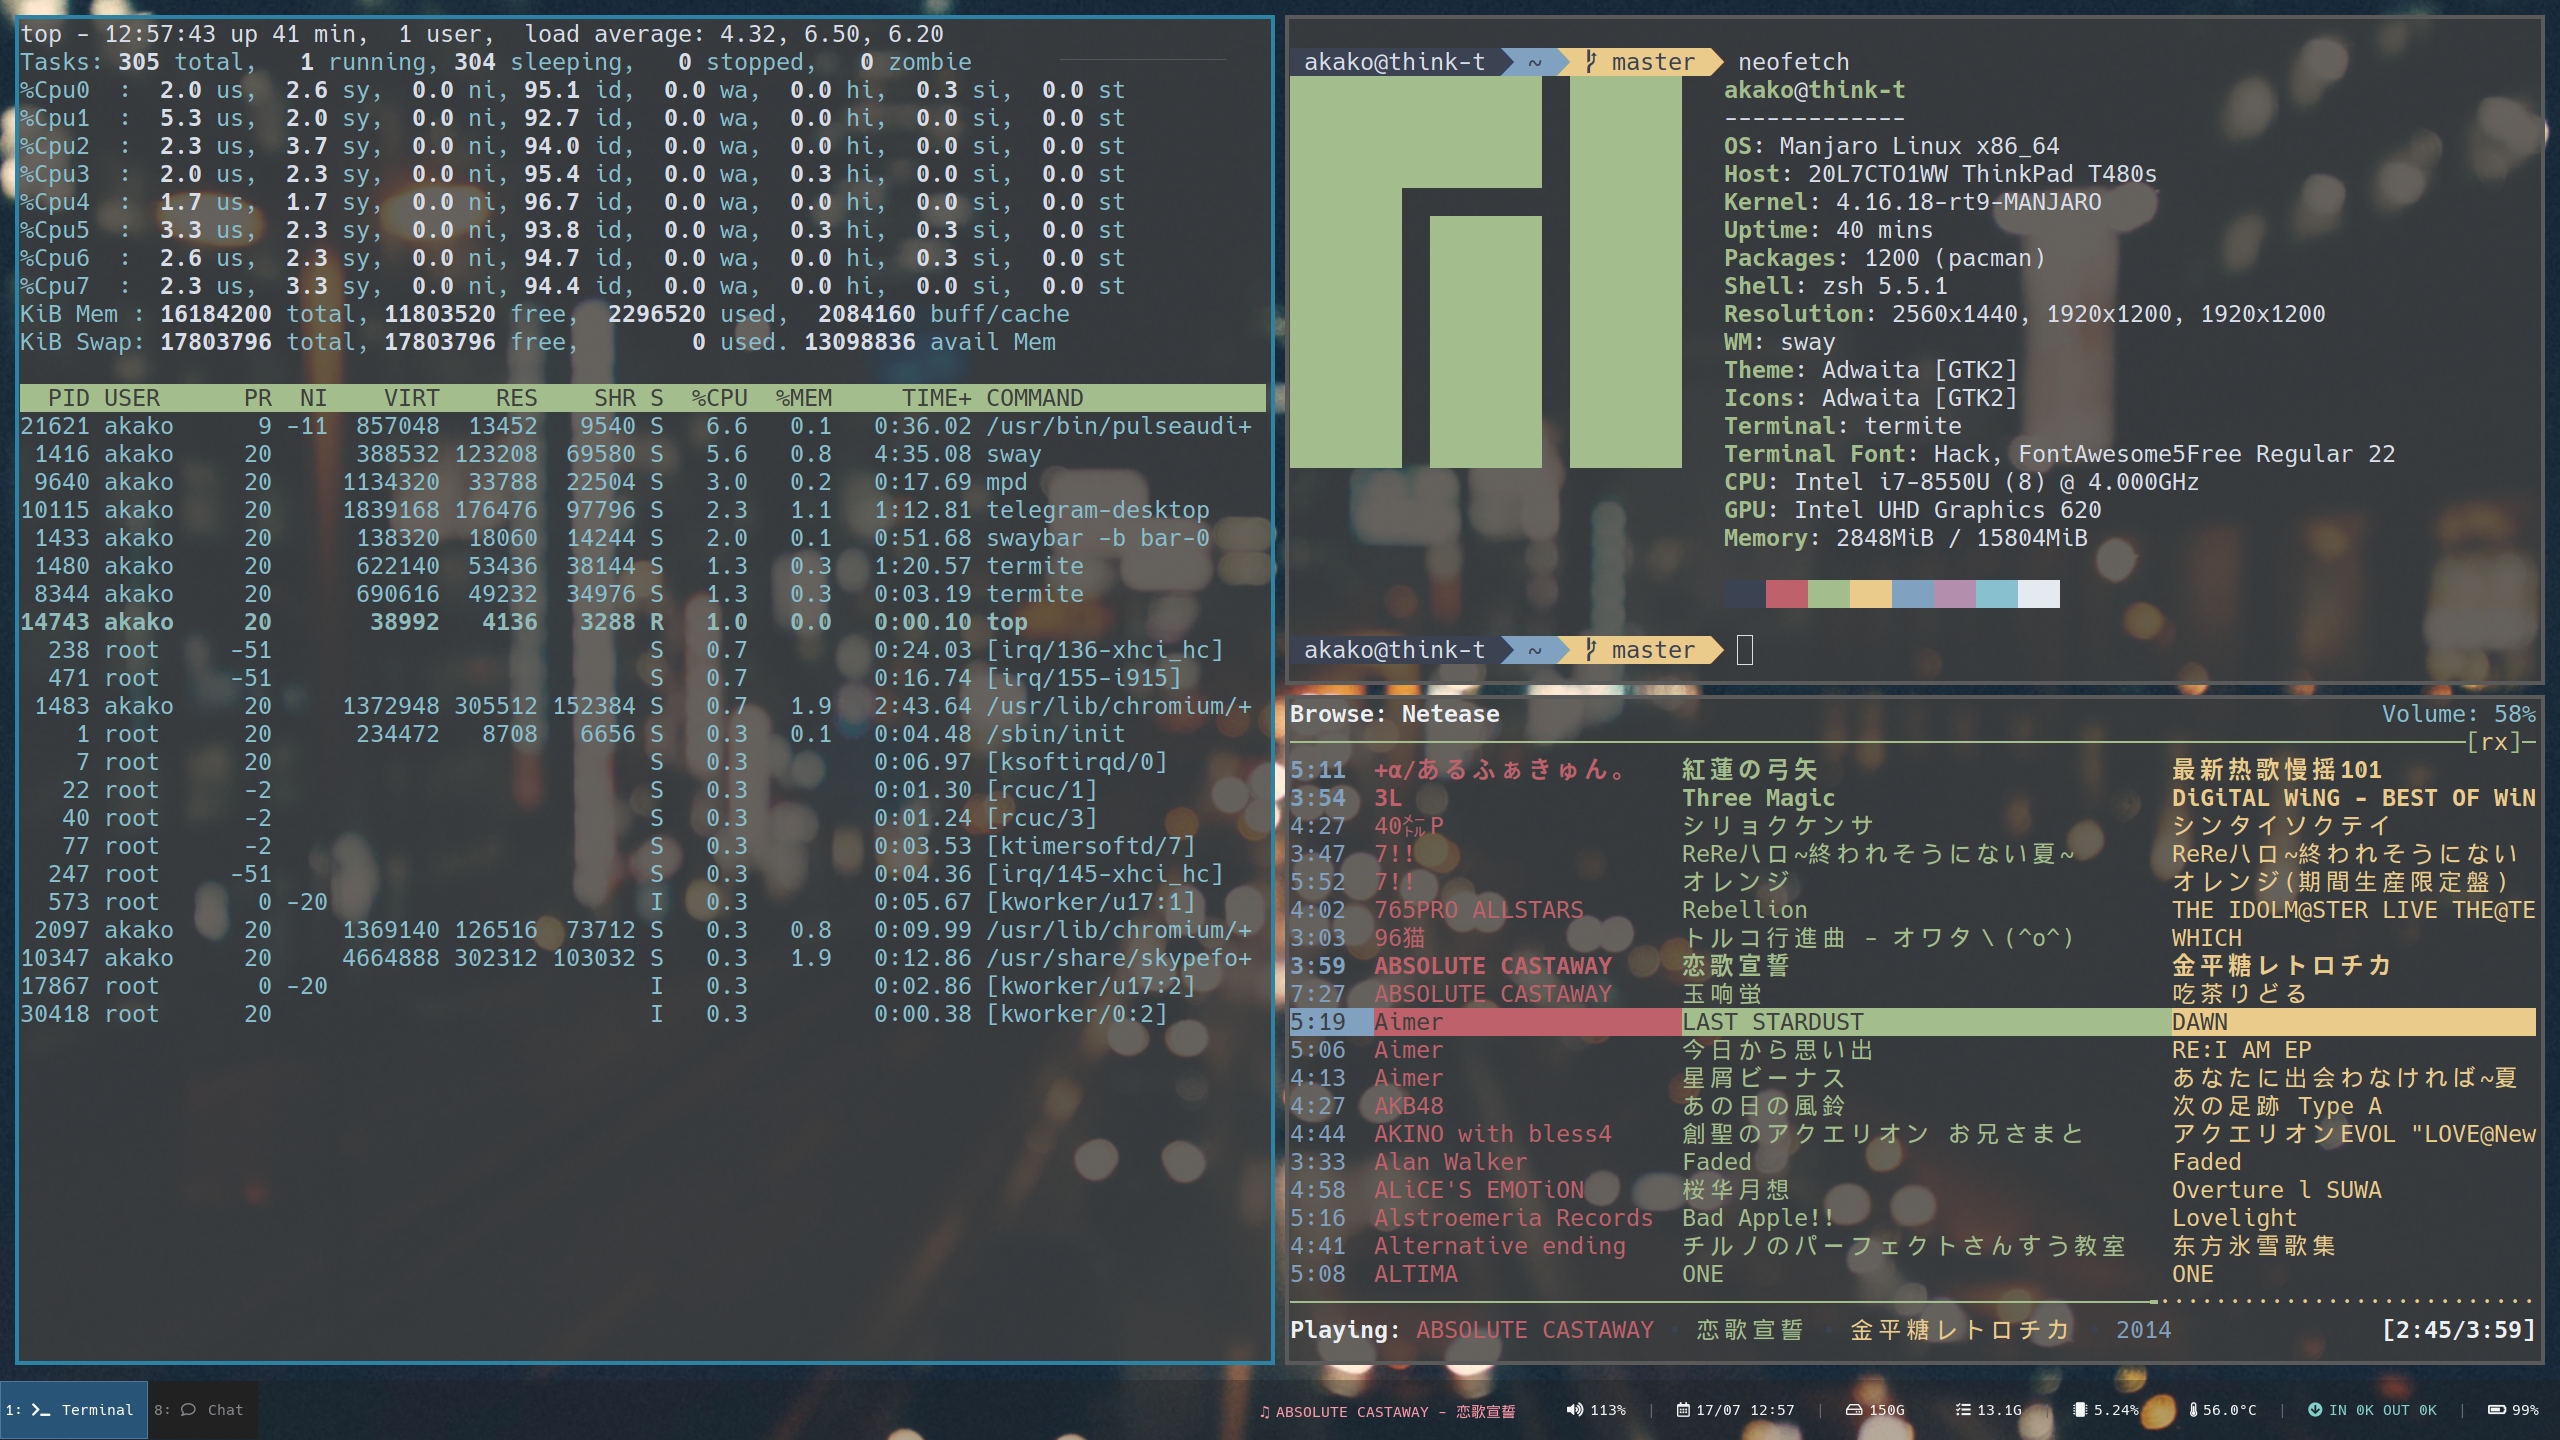 top - 12:57:43 up 41 min,  1 user,  load average: 4.32, 6.50, 6.20
Tasks: 305 total,   1 running, 304 sleeping,   0 stopped,   0 zombie
%Cpu0  :  2.0 us,  2.6 sy,  0.0 ni, 95.1 id,  0.0 wa,  0.0 hi,  0.3 si,  0.0 st
%Cpu1  :  5.3 us,  2.0 sy,  0.0 ni, 92.7 id,  0.0 wa,  0.0 hi,  0.0 si,  0.0 st
%Cpu2  :  2.3 us,  3.7 sy,  0.0 ni, 94.0 id,  0.0 wa,  0.0 hi,  0.0 si,  0.0 st
%Cpu3  :  2.0 us,  2.3 sy,  0.0 ni, 95.4 id,  0.0 wa,  0.3 hi,  0.0 si,  0.0 st
%Cpu4  :  1.7 us,  1.7 sy,  0.0 ni, 96.7 id,  0.0 wa,  0.0 hi,  0.0 si,  0.0 st
%Cpu5  :  3.3 us,  2.3 sy,  0.0 ni, 93.8 id,  0.0 wa,  0.3 hi,  0.3 si,  0.0 st
%Cpu6  :  2.6 us,  2.3 sy,  0.0 ni, 94.7 id,  0.0 wa,  0.0 hi,  0.3 si,  0.0 st
%Cpu7  :  2.3 us,  3.3 sy,  0.0 ni, 94.4 id,  0.0 wa,  0.0 hi,  0.0 si,  0.0 st
KiB Mem : 16184200 total, 11803520 free,  2296520 used,  2084160 buff/cache
KiB Swap: 17803796 total, 17803796 free,        0 used. 13098836 avail Mem
PID USER PR NI VIRT RES SHR S %CPU %MEM TIME+ COMMAND
21621 akako 9 -11 857048 13452 9540 S 6.6 0.1 0:36.02 /usr/bin/pulseaudi+
1416 akako 20 388532 123208 69580 S 5.6 0.8 4:35.08 sway
9640 akako 20 1134320 33788 22504 S 3.0 0.2 0:17.69 mpd
10115 akako 20 1839168 176476 97796 S 2.3 1.1 1:12.81 telegram-desktop
1433 akako 20 138320 18060 14244 S 2.0 0.1 0:51.68 swaybar -b bar-0
1480 akako 20 622140 53436 38144 S 1.3 0.3 1:20.57 termite
8344 akako 20 690616 49232 34976 S 1.3 0.3 0:03.19 termite
14743 akako 20 38992 4136 3288 R 1.0 0.0 0:00.10 top
238 root -51 S 0.7 0:24.03 [irq/136-xhci_hc]
471 root -51 S 0.7 0:16.74 [irq/155-i915]
1483 akako 20 1372948 305512 152384 S 0.7 1.9 2:43.64 /usr/lib/chromium/+
1 root 20 234472 8708 6656 S 0.3 0.1 0:04.48 /sbin/init
7 root 20 S 0.3 0:06.97 [ksoftirqd/0]
22 root -2 S 0.3 0:01.30 [rcuc/1]
40 root -2 S 0.3 0:01.24 [rcuc/3]
77 root -2 S 0.3 0:03.53 [ktimersoftd/7]
247 root -51 S 0.3 0:04.36 [irq/145-xhci_hc]
573 root 0 -20 I 0.3 0:05.67 [kworker/u17:1]
2097 akako 20 1369140 126516 73712 S 0.3 0.8 0:09.99 /usr/lib/chromium/+
10347 akako 20 4664888 302312 103032 S 0.3 1.9 0:12.86 /usr/share/skypefo+
17867 root 0 -20 I 0.3 0:02.86 [kworker/u17:2]
30418 root 20 I 0.3 0:00.38 [kworker/0:2]
akako@think-t ~ master neofetch
akako@think-t
-------------
OS: Manjaro Linux x86_64
Host: 20L7CTO1WW ThinkPad T480s
Kernel: 4.16.18-rt9-MANJARO
Uptime: 40 mins
Packages: 1200 (pacman)
Shell: zsh 5.5.1
Resolution: 2560x1440, 1920x1200, 1920x1200
WM: sway
Theme: Adwaita [GTK2]
Icons: Adwaita [GTK2]
Terminal: termite
Terminal Font: Hack, FontAwesome5Free Regular 22
CPU: Intel i7-8550U (8) @ 4.000GHz
GPU: Intel UHD Graphics 620
Memory: 2848MiB / 15804MiB
akako@think-t ~ master
Browse: Netease Volume: 58%
[rx]
5:11 +α/あるふぁきゅん。 紅蓮の弓矢 最新热歌慢摇101
3:54 3L Three Magic DiGiTAL WiNG - BEST OF WiN
4:27 40㍍P シリョクケンサ シンタイソクテイ
3:47 7!! ReReハロ~終われそうにない夏~ ReReハロ~終われそうにない
5:52 7!! オレンジ オレンジ(期間生産限定盤)
4:02 765PRO ALLSTARS Rebellion THE IDOLM@STER LIVE THE@TE
3:03 96猫 トルコ行進曲 - オワタ\(^o^) WHICH
3:59 ABSOLUTE CASTAWAY 恋歌宣誓 金平糖レトロチカ
7:27 ABSOLUTE CASTAWAY 玉响蛍 吃茶りどる
5:19 Aimer LAST STARDUST DAWN
5:06 Aimer 今日から思い出 RE:I AM EP
4:13 Aimer 星屑ビーナス あなたに出会わなければ~夏
4:27 AKB48 あの日の風鈴 次の足跡 Type A
4:44 AKINO with bless4 創聖のアクエリオン お兄さまと アクエリオンEVOL "LOVE@New
3:33 Alan Walker Faded Faded
4:58 ALiCE'S EMOTiON 桜华月想 Overture l SUWA
5:16 Alstroemeria Records Bad Apple!! Lovelight
4:41 Alternative ending チルノのパーフェクトさんすう教室 东方氷雪歌集
5:08 ALTIMA ONE ONE
Playing: ABSOLUTE CASTAWAY 恋歌宣誓 金平糖レトロチカ 2014 [2:45/3:59]
1: Terminal 8: Chat ♫ ABSOLUTE CASTAWAY - 恋歌宣誓 113% | 17/07 12:57 | 150G 13.1G | 5.24% 56.0°C | IN 0K OUT 0K | 99%